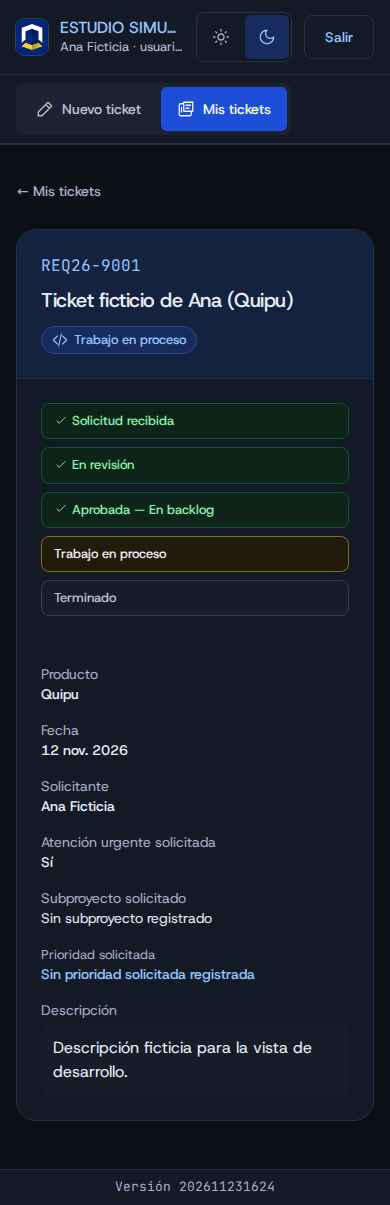 ESTUDIO SIMU...
Ana Ficticia · usuari...
Salir
Nuevo ticket
Mis tickets
← Mis tickets
REQ26-9001
Ticket ficticio de Ana (Quipu)
Trabajo en proceso
✓ Solicitud recibida
✓ En revisión
✓ Aprobada — En backlog
Trabajo en proceso
Terminado
Producto
Quipu
Fecha
12 nov. 2026
Solicitante
Ana Ficticia
Atención urgente solicitada
Sí
Subproyecto solicitado
Sin subproyecto registrado
Prioridad solicitada
Sin prioridad solicitada registrada
Descripción
Descripción ficticia para la vista de
desarrollo.
Versión 202611231624